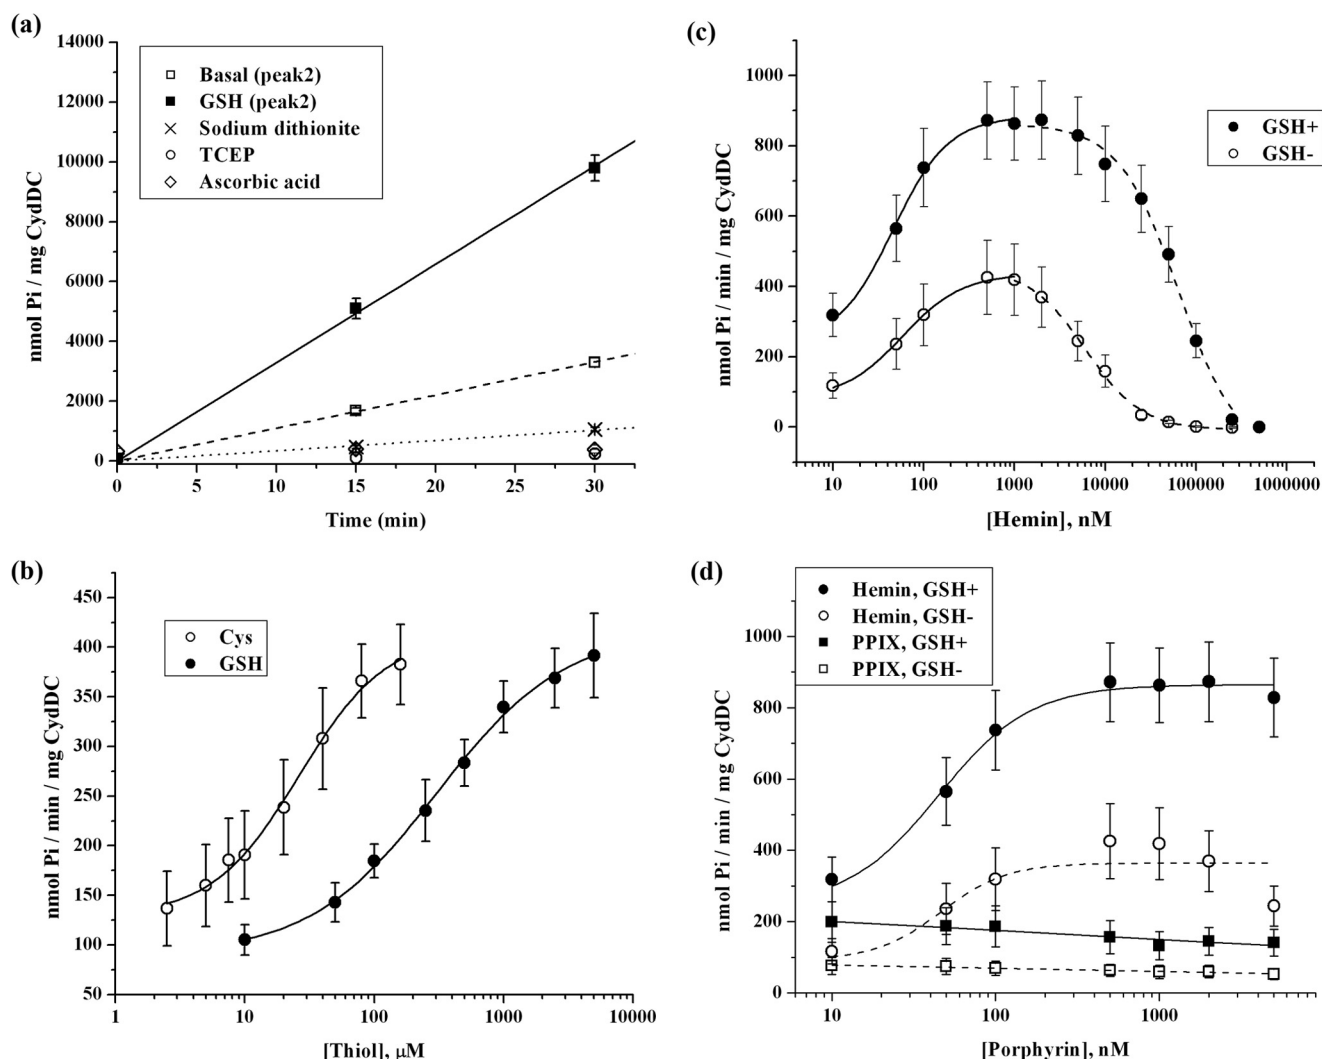 (a)
14000
12000
10000
8000
6000
4000
2000
0
nmol Pi / mg CydDC
Basal (peak2)
GSH (peak2)
Sodium dithionite
TCEP
Ascorbic acid
0 5 10 15 20 25 30
Time (min)
(c)
1000
800
600
400
200
0
nmol Pi / min / mg CydDC
GSH+
GSH-
10 100 1000 10000 100000 1000000
[Hemin], nM
(b)
450
400
350
300
250
200
150
100
50
nmol Pi / min / mg CydDC
Cys
GSH
1 10 100 1000 10000
[Thiol], μM
(d)
Hemin, GSH+
Hemin, GSH-
PPIX, GSH+
PPIX, GSH-
1000
800
600
400
200
0
nmol Pi / min / mg CydDC
10 100 1000
[Porphyrin], nM